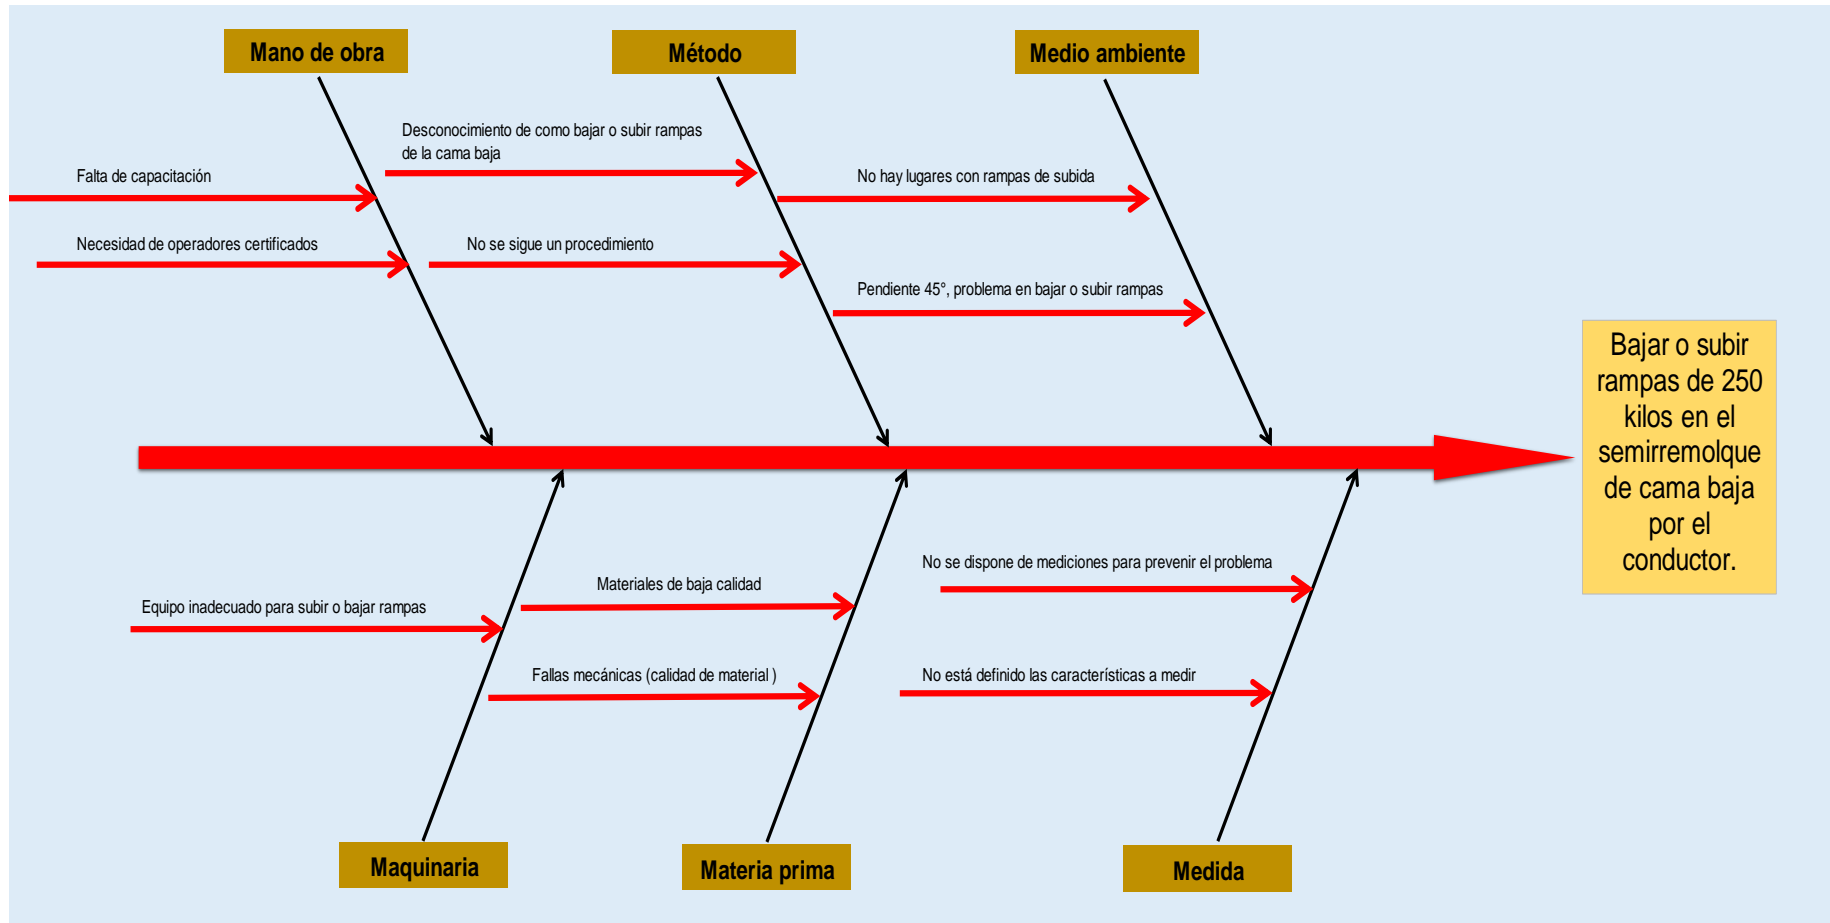 Mano de obra
Método
Medio ambiente
Desconocimiento de como bajar o subir rampas
de la cama baja
Falta de capacitación
No hay lugares con rampas de subida
Necesidad de operadores certificados
No se sigue un procedimiento
Pendiente 45°, problema en bajar o subir rampas
Bajar o subir
rampas de 250
kilos en el
semirremolque
de cama baja
por el
conductor.
No se dispone de mediciones para prevenir el problema
Materiales de baja calidad
Equipo inadecuado para subir o bajar rampas
Fallas mecánicas (calidad de material )
No está definido las características a medir
Maquinaria
Materia prima
Medida